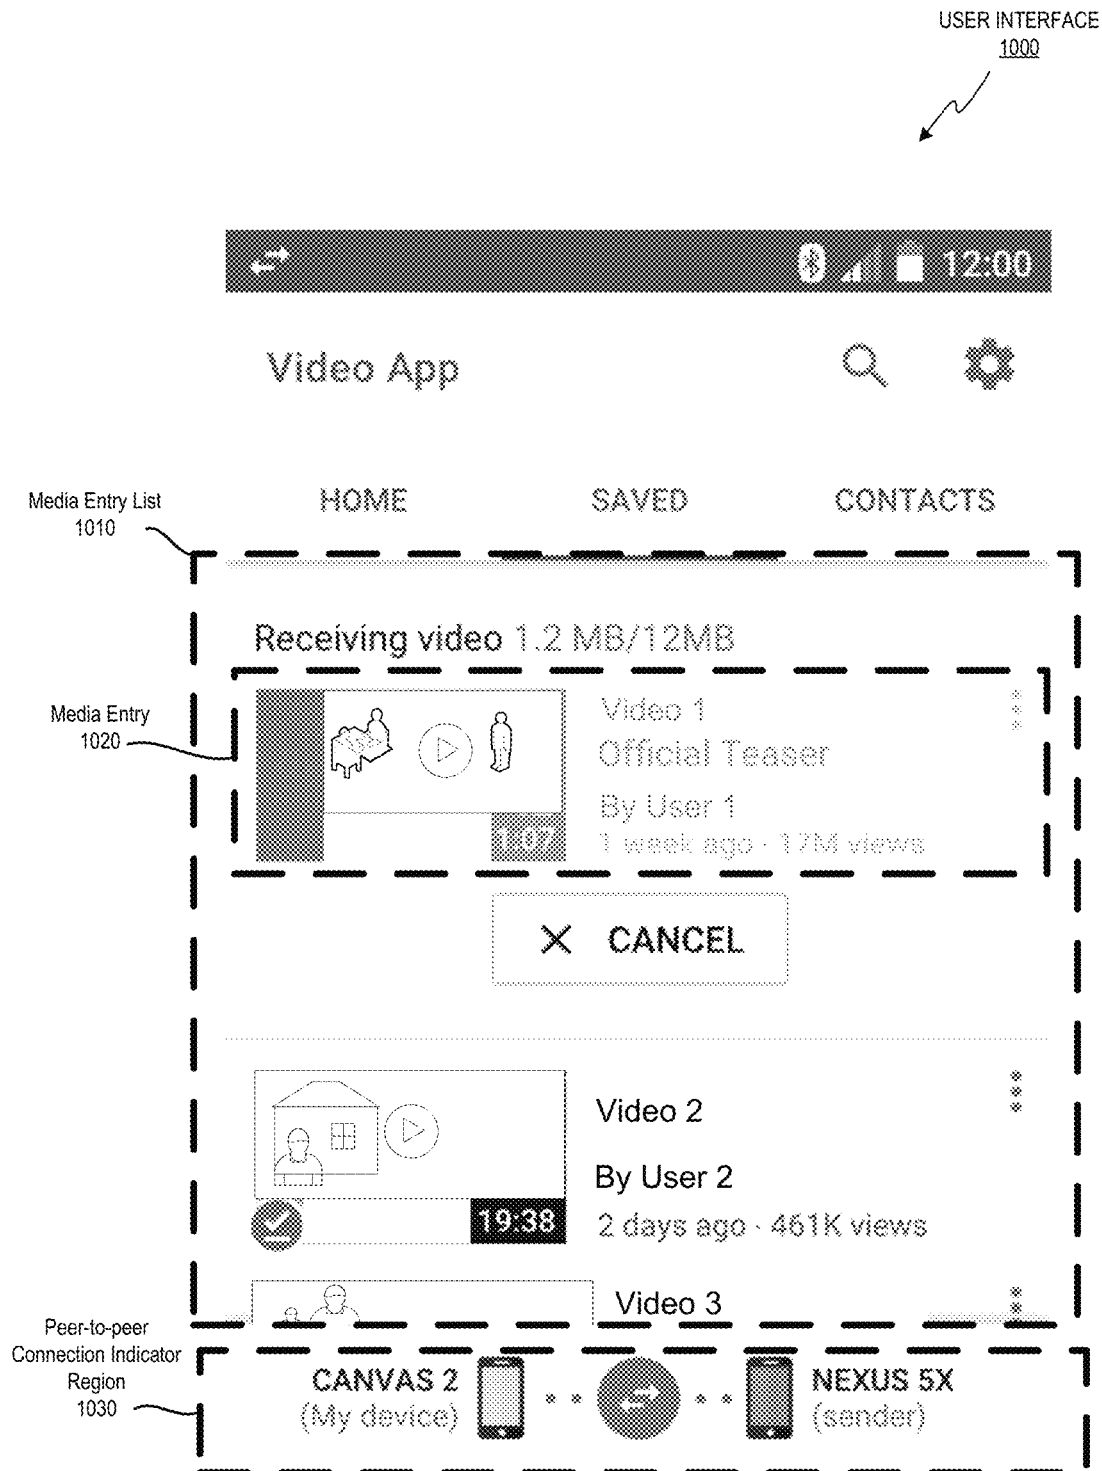 USER INTERFACE
1000
12:00
Video App
HOME SAVED CONTACTS
Media Entry List
1010
Receiving video 1.2 MB/12MB
Media Entry
1020
Video 1
Official Teaser
By User 1
1:07
1 week ago · 17M views
CANCEL
Video 2
By User 2
19:38
2 days ago · 461K views
Video 3
Peer-to-peer
Connection Indicator
Region
1030
CANVAS 2
(My device)
NEXUS 5X
(sender)